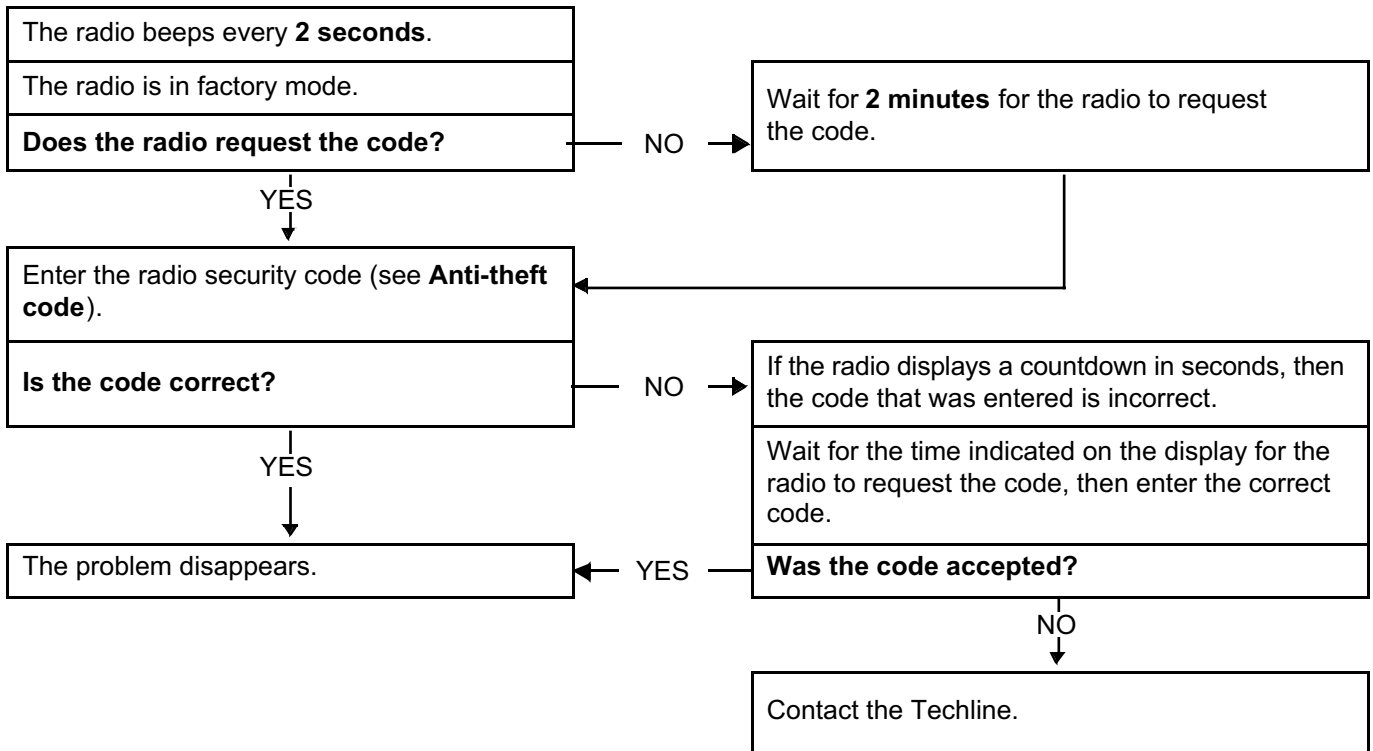 The radio beeps every 2 seconds.
The radio is in factory mode.
Does the radio request the code?
NO
Wait for 2 minutes for the radio to request
the code.
YES
Enter the radio security code (see Anti-theft
code).
Is the code correct?
NO
If the radio displays a countdown in seconds, then
the code that was entered is incorrect.
Wait for the time indicated on the display for the
radio to request the code, then enter the correct
code.
Was the code accepted?
YES
YES
The problem disappears.
NO
Contact the Techline.